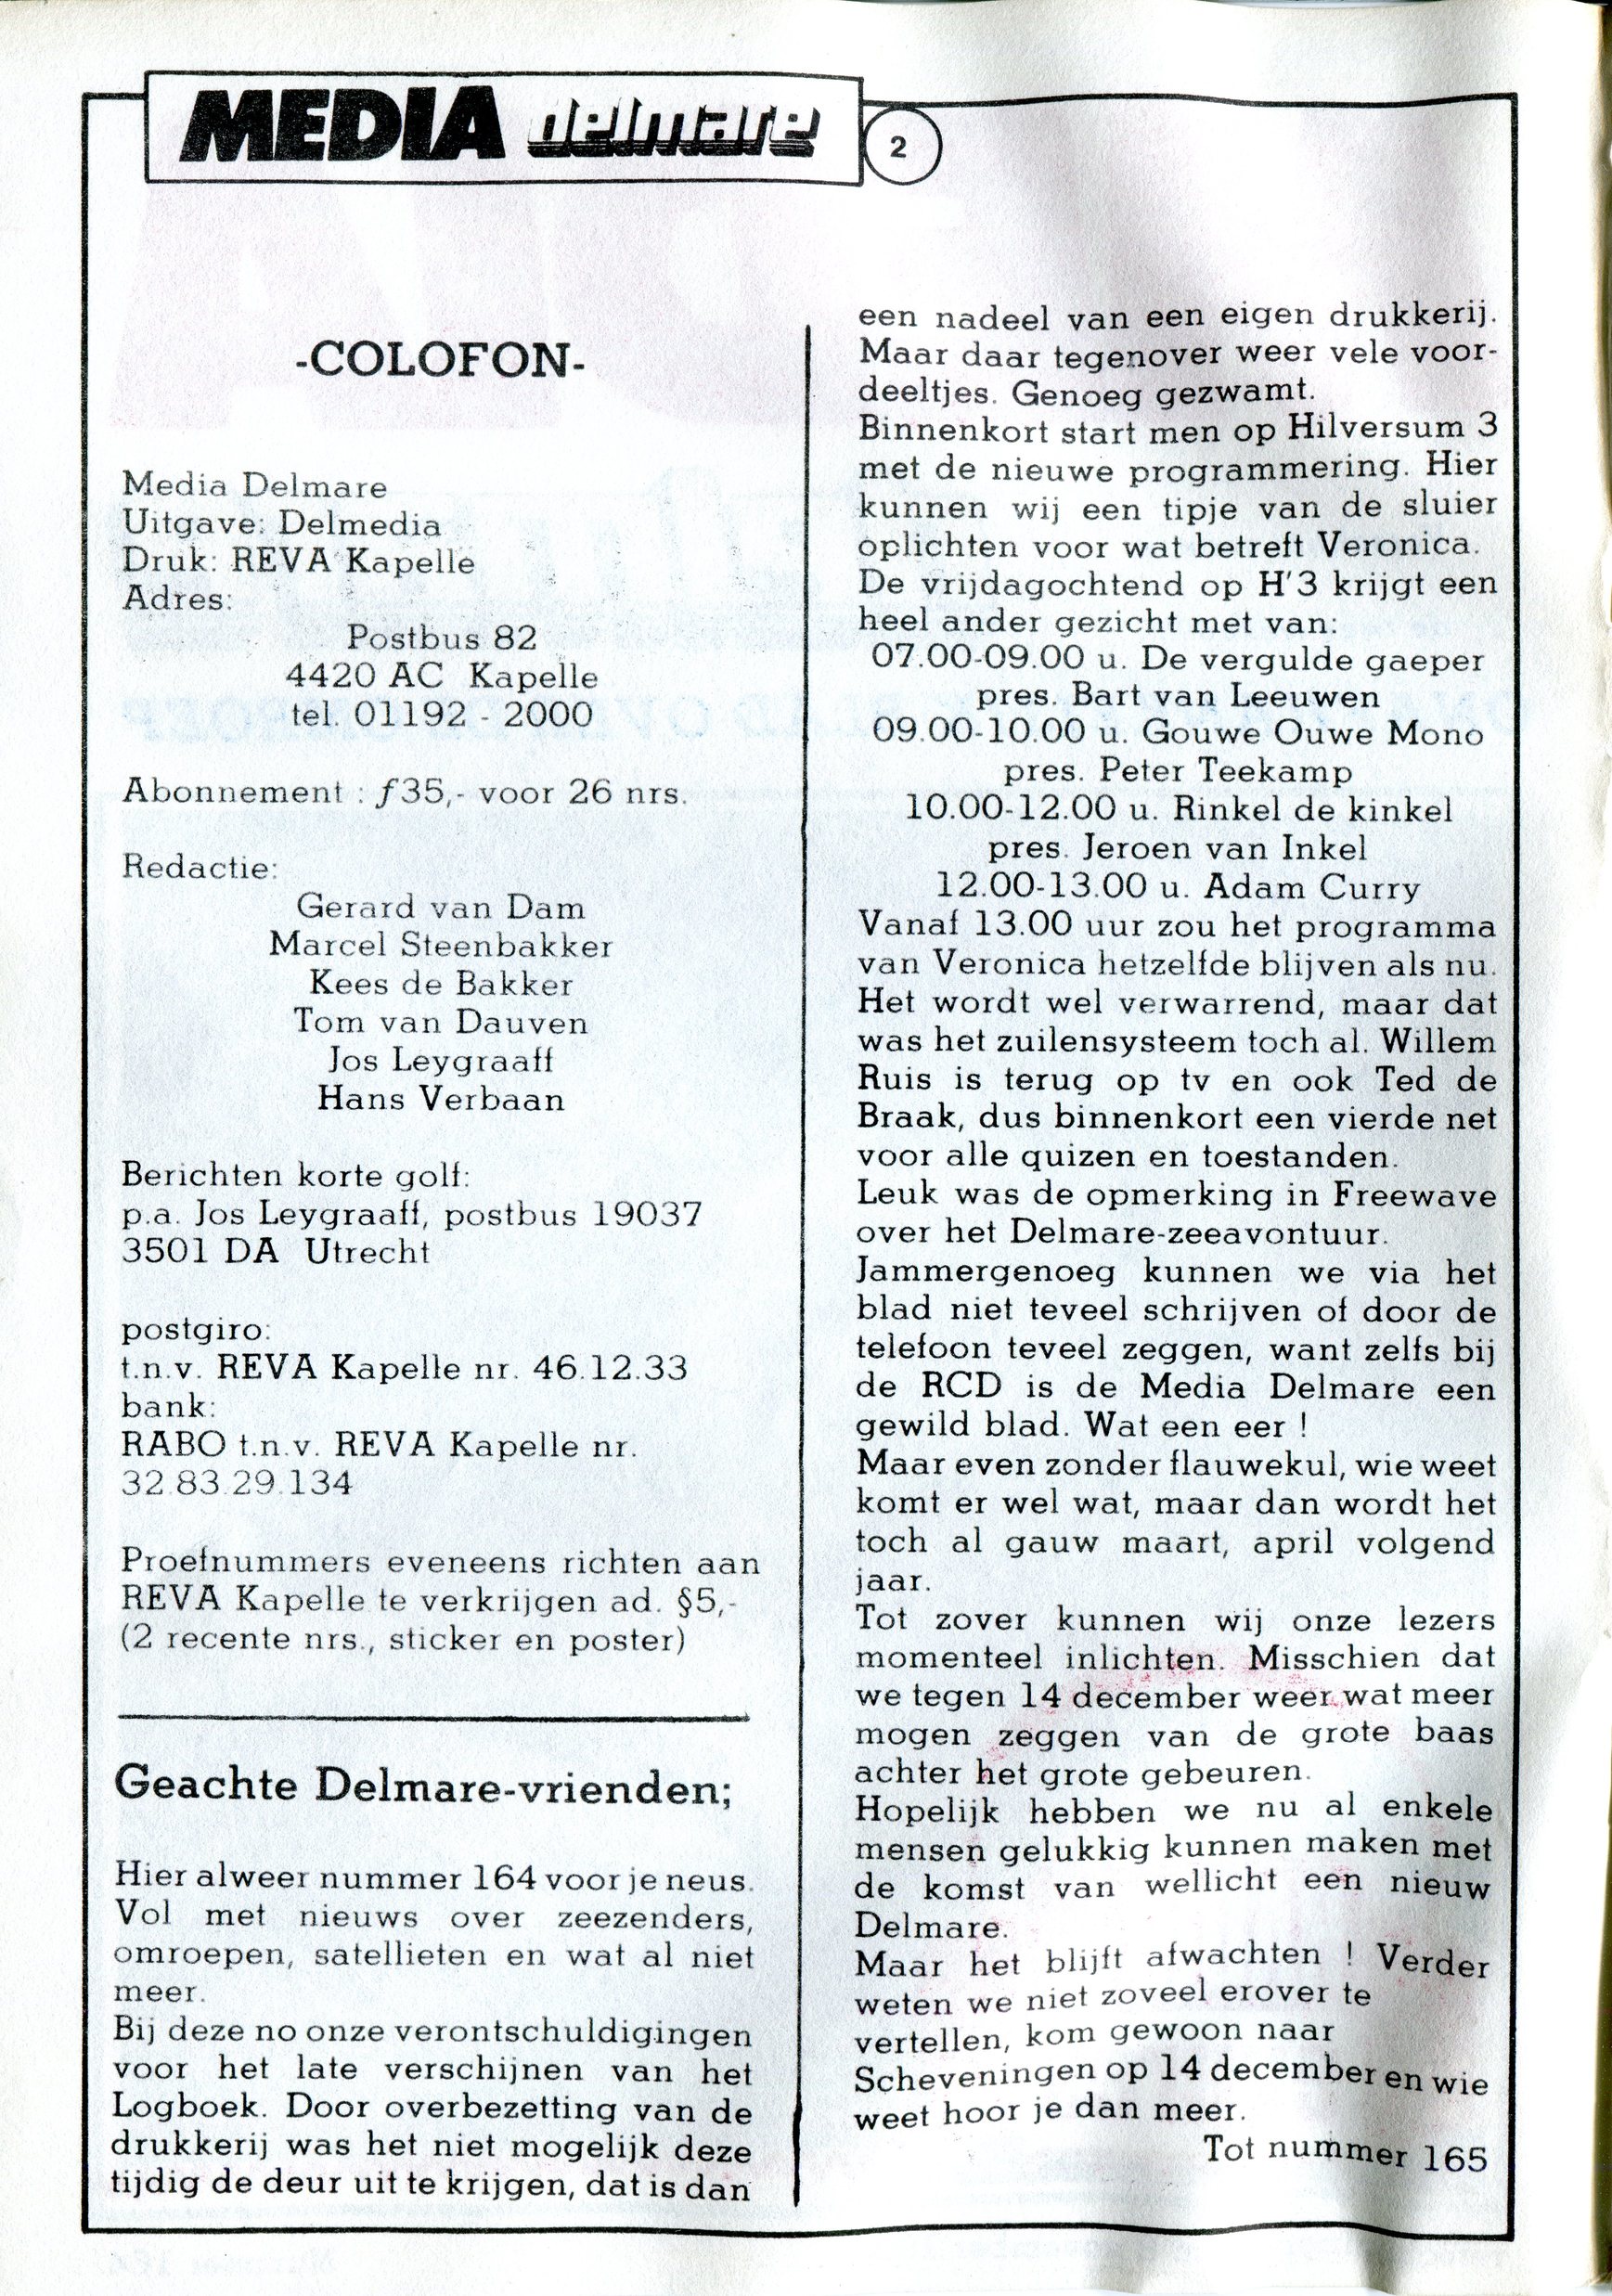 MEDIA delmare
2
-COLOFON-
Media Delmare
Uitgave: Delmedia
Druk: REVA Kapelle
Adres:
Postbus 82
4420 AC Kapelle
tel. 01192 - 2000
Abonnement : ƒ35,- voor 26 nrs.
Redactie:
Gerard van Dam
Marcel Steenbakker
Kees de Bakker
Tom van Dauven
Jos Leygraaff
Hans Verbaan
Berichten korte golf:
p.a. Jos Leygraaff, postbus 19037
3501 DA Utrecht
postgiro:
t.n.v. REVA Kapelle nr. 46.12.33
bank:
RABO t.n.v. REVA Kapelle nr.
32.83.29.134
Proefnummers eveneens richten aan
REVA Kapelle te verkrijgen ad. §5,-
(2 recente nrs., sticker en poster)
Geachte Delmare-vrienden;
Hier alweer nummer 164 voor je neus.
Vol met nieuws over zeezenders,
omroepen, satellieten en wat al niet
meer.
Bij deze no onze verontschuldigingen
voor het late verschijnen van het
Logboek. Door overbezetting van de
drukkerij was het niet mogelijk deze
tijdig de deur uit te krijgen, dat is dan
een nadeel van een eigen drukkerij.
Maar daar tegenover weer vele voor-
deeltjes. Genoeg gezwamt.
Binnenkort start men op Hilversum 3
met de nieuwe programmering. Hier
kunnen wij een tipje van de sluier
oplichten voor wat betreft Veronica.
De vrijdagochtend op H'3 krijgt een
heel ander gezicht met van:
07.00-09.00 u. De vergulde gaeper
pres. Bart van Leeuwen
09.00-10.00 u. Gouwe Ouwe Mono
pres. Peter Teekamp
10.00-12.00 u. Rinkel de kinkel
pres. Jeroen van Inkel
12.00-13.00 u. Adam Curry
Vanaf 13.00 uur zou het programma
van Veronica hetzelfde blijven als nu.
Het wordt wel verwarrend, maar dat
was het zuilensysteem toch al. Willem
Ruis is terug op tv en ook Ted de
Braak, dus binnenkort een vierde net
voor alle quizen en toestanden.
Leuk was de opmerking in Freewave
over het Delmare-zeeavontuur.
Jammergenoeg kunnen we via het
blad niet teveel schrijven of door de
telefoon teveel zeggen, want zelfs bij
de RCD is de Media Delmare een
gewild blad. Wat een eer !
Maar even zonder flauwekul, wie weet
komt er wel wat, maar dan wordt het
toch al gauw maart, april volgend
jaar.
Tot zover kunnen wij onze lezers
momenteel inlichten. Misschien dat
we tegen 14 december weer wat meer
mogen zeggen van de grote baas
achter het grote gebeuren.
Hopelijk hebben we nu al enkele
mensen gelukkig kunnen maken met
de komst van wellicht een nieuw
Delmare.
Maar het blijft afwachten ! Verder
weten we niet zoveel erover te
vertellen, kom gewoon naar
Scheveningen op 14 december en wie
weet hoor je dan meer.
Tot nummer 165